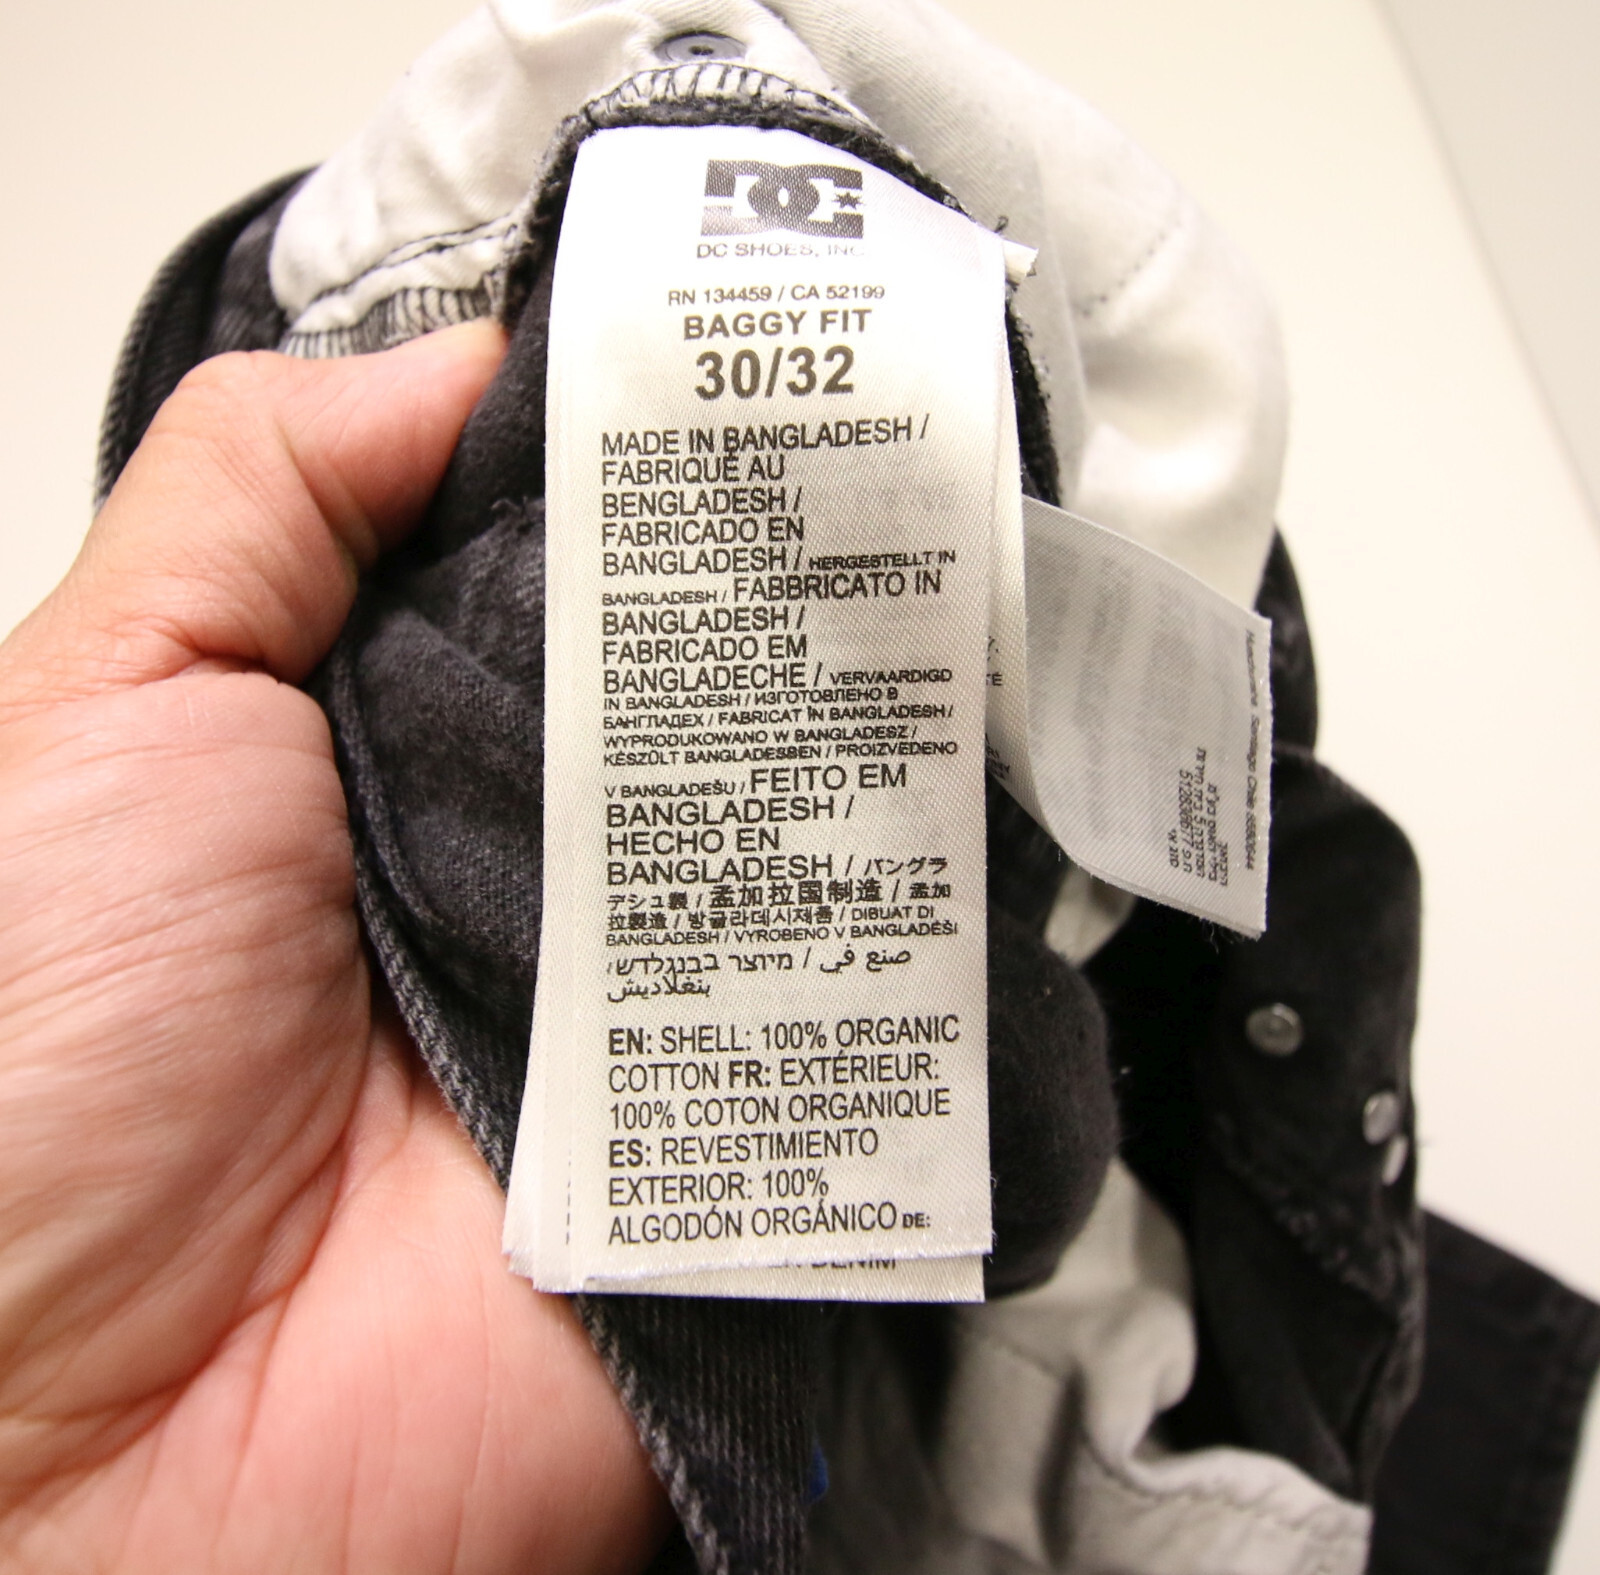 DC
DC SHOES, INC.
RN 134459 / CA 52199
BAGGY FIT
30/32
MADE IN BANGLADESH /
FABRIQUÉ AU
BENGLADESH /
FABRICADO EN
BANGLADESH / HERGESTELLT IN
BANGLADESH / FABBRICATO IN
BANGLADESH /
FABRICADO EM
BANGLADECHE / VERVAARDIGD
IN BANGLADESH / ИЗГОТОВЛЕНО В
БАНГЛАДЕХ / FABRICAT ÎN BANGLADESH /
WYPRODUKOWANO W BANGLADESZ /
KÉSZÜLT BANGLADESBEN / PROIZVEDENO
V BANGLADEŠU / FEITO EM
BANGLADESH /
HECHO EN
BANGLADESH / バングラ
デシュ製 / 孟加拉国制造 / 孟加
拉製造 / 방글라데시제품 / DIBUAT DI
BANGLADESH / VYROBENO V BANGLADÉŠI
/ מיוצר בבנגלדש / صنع في
بنغلاديش
EN: SHELL: 100% ORGANIC
COTTON FR: EXTÉRIEUR:
100% COTON ORGANIQUE
ES: REVESTIMIENTO
EXTERIOR: 100%
ALGODÓN ORGÁNICO DE:
DENIM